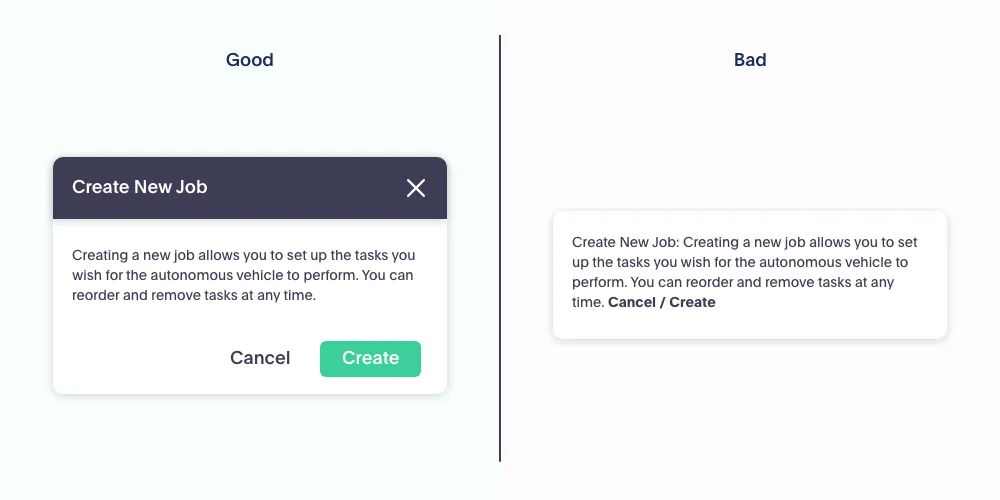 Good
Create New Job
Creating a new job allows you to set up the tasks you
wish for the autonomous vehicle to perform. You can
reorder and remove tasks at any time.
Cancel
Create
Bad
Create New Job: Creating a new job allows you to set
up the tasks you wish for the autonomous vehicle to
perform. You can reorder and remove tasks at any
time. Cancel / Create